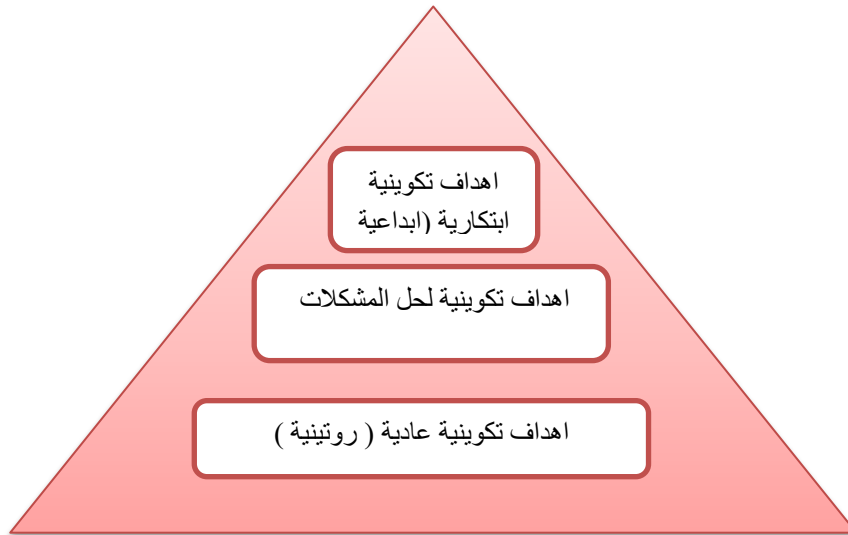 اهداف تكوينية
ابتكارية (ابداعية
اهداف تكوينية لحل المشكلات
اهداف تكوينية عادية ( روتينية )